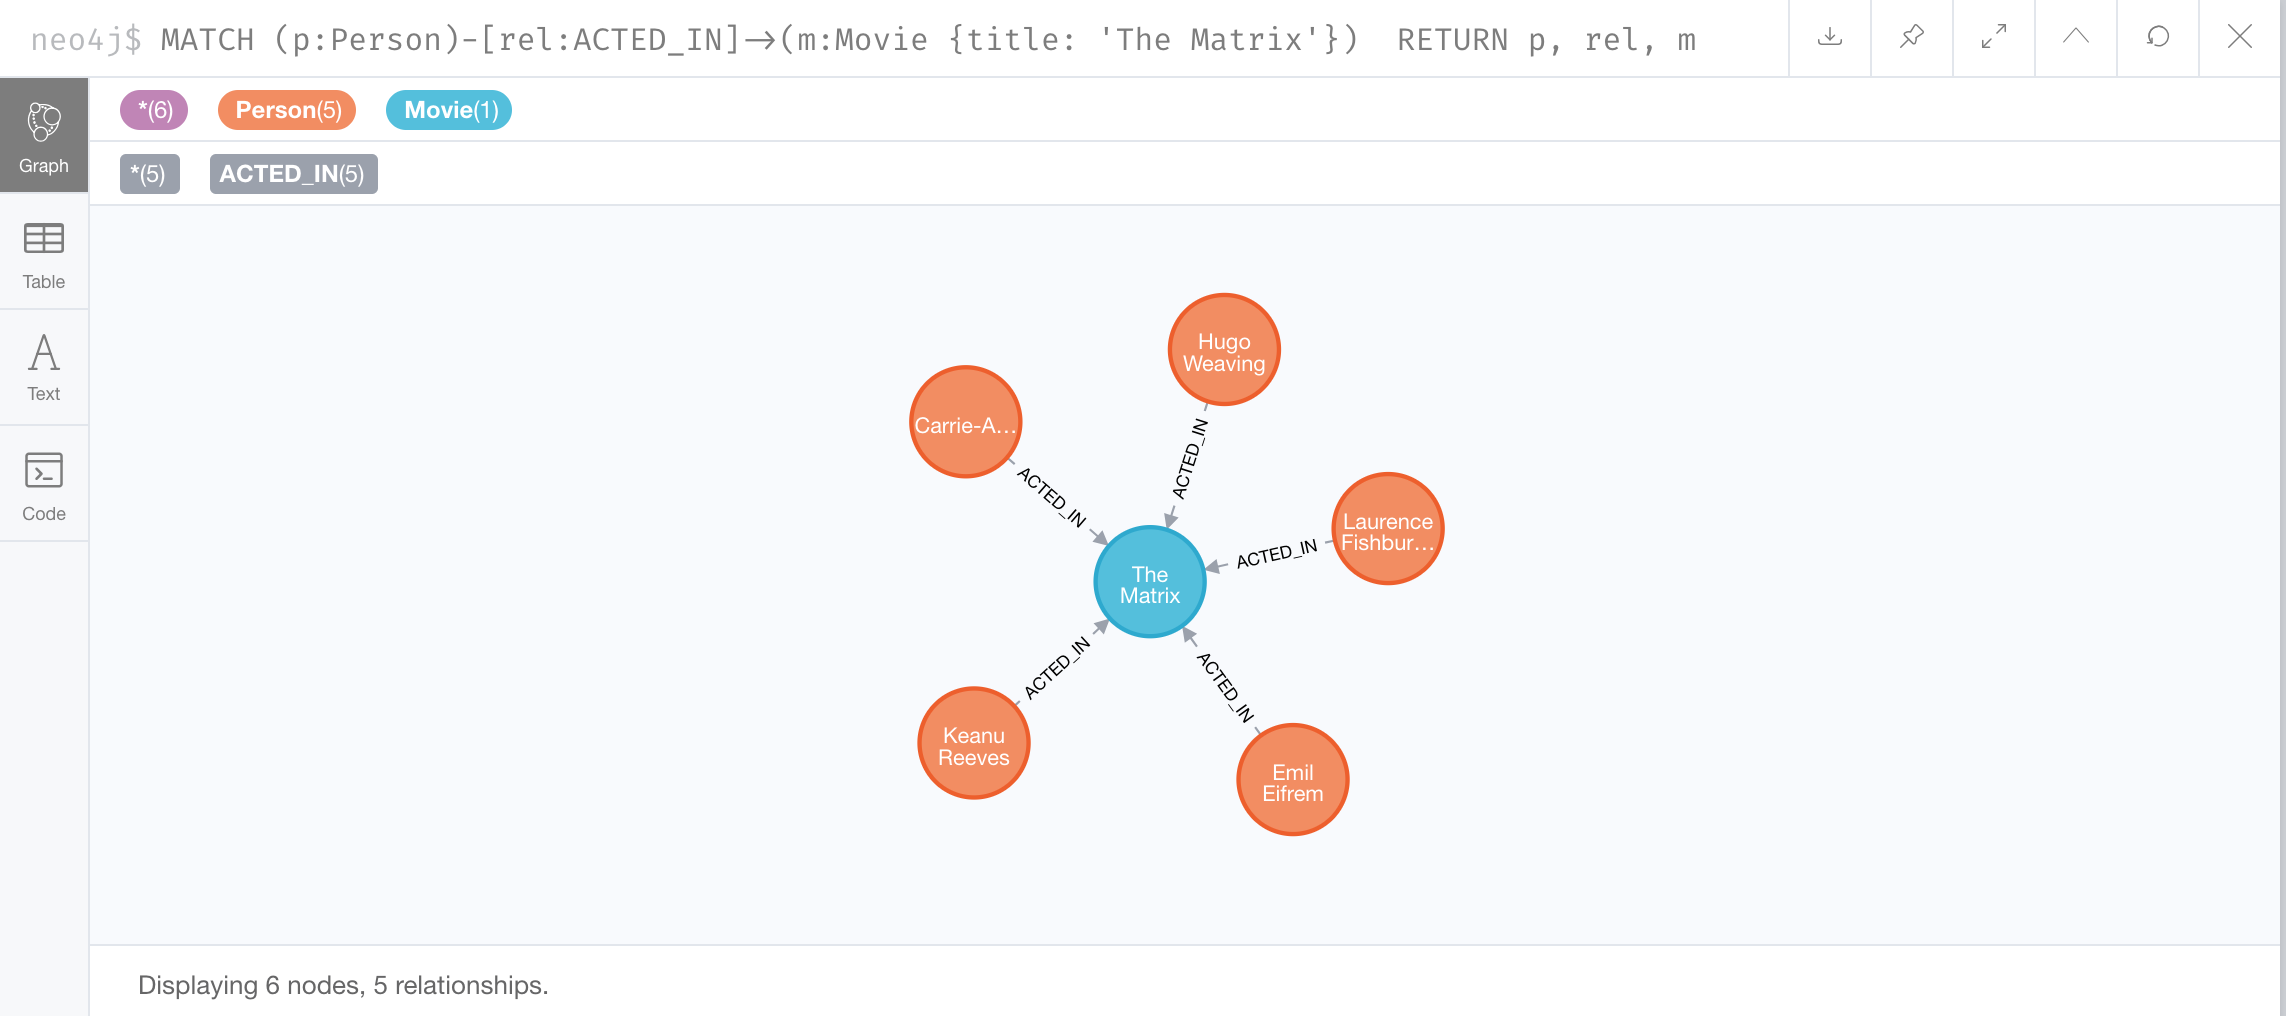 neo4j$ MATCH (p:Person)-[rel:ACTED_IN]->(m:Movie {title: 'The Matrix'}) RETURN p, rel, m
*(6) Person(5) Movie(1)
*(5) ACTED_IN(5)
Graph
Table
Text
Code
Hugo
Weaving
Carrie-A...
ACTED_IN
ACTED_IN
Laurence
Fishbur...
ACTED_IN
The
Matrix
ACTED_IN
ACTED_IN
Keanu
Reeves
Emil
Eifrem
Displaying 6 nodes, 5 relationships.